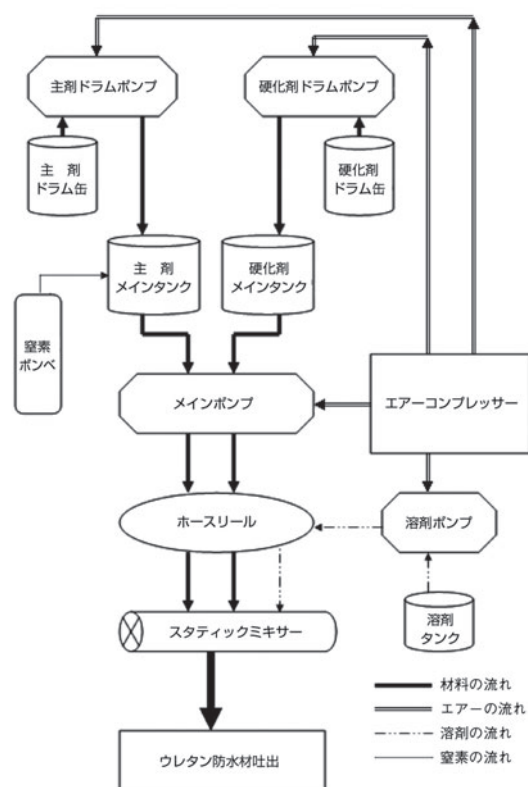 主剤ドラムポンプ
硬化剤ドラムポンプ
主 剤
ドラム缶
硬化剤
ドラム缶
主 剤
メインタンク
硬化剤
メインタンク
窒素
ボンベ
メインポンプ
エアーコンプレッサー
ホースリール
溶剤ポンプ
スタティックミキサー
溶剤
タンク
ウレタン防水材吐出
材料の流れ
エアーの流れ
溶剤の流れ
窒素の流れ